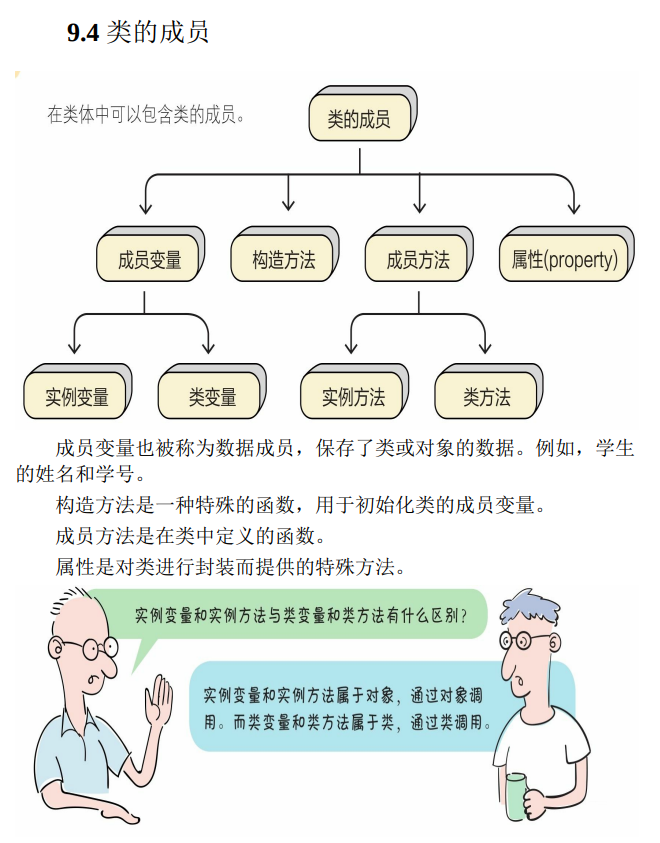 9.4 类的成员
在类体中可以包含类的成员。
类的成员
成员变量
构造方法
成员方法
属性(property)
实例变量
类变量
实例方法
类方法
成员变量也被称为数据成员，保存了类或对象的数据。例如，学生
的姓名和学号。
构造方法是一种特殊的函数，用于初始化类的成员变量。
成员方法是在类中定义的函数。
属性是对类进行封装而提供的特殊方法。
实例变量和实例方法与类变量和类方法有什么区别？
实例变量和实例方法属于对象，通过对象调
用。而类变量和类方法属于类，通过类调用。